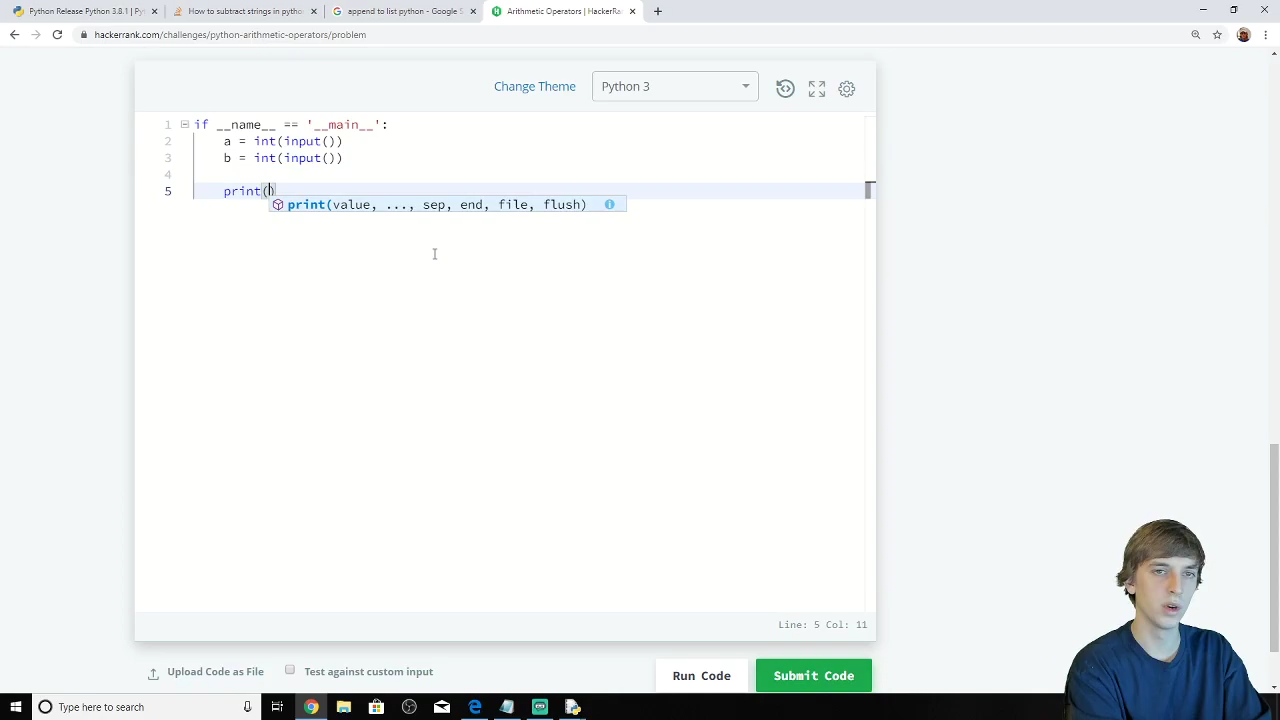 Python Release Python 3.8.1 | Py
How to subtract strings in pytho
append to list python - Google S
Arithmetic Operators | HackerRa
hackerrank.com/challenges/python-arithmetic-operators/problem
Change Theme
Python 3
1 if __name__ == '__main__':
2 a = int(input())
3 b = int(input())
4
5 print()
print(value, ..., sep, end, file, flush)
Line: 5 Col: 11
Upload Code as File
Test against custom input
Run Code
Submit Code
Type here to search